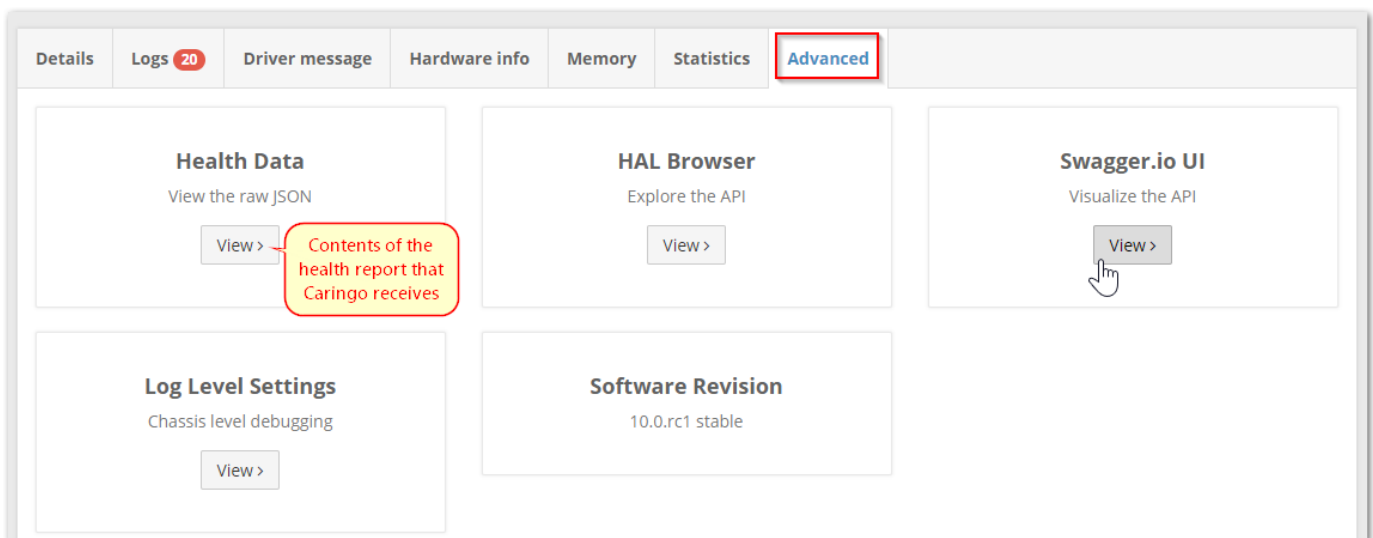 Details
Logs 20
Driver message
Hardware info
Memory
Statistics
Advanced
Health Data
View the raw JSON
View >
Contents of the
health report that
Caringo receives
HAL Browser
Explore the API
View >
Swagger.io UI
Visualize the API
View >
Log Level Settings
Chassis level debugging
View >
Software Revision
10.0.rc1 stable